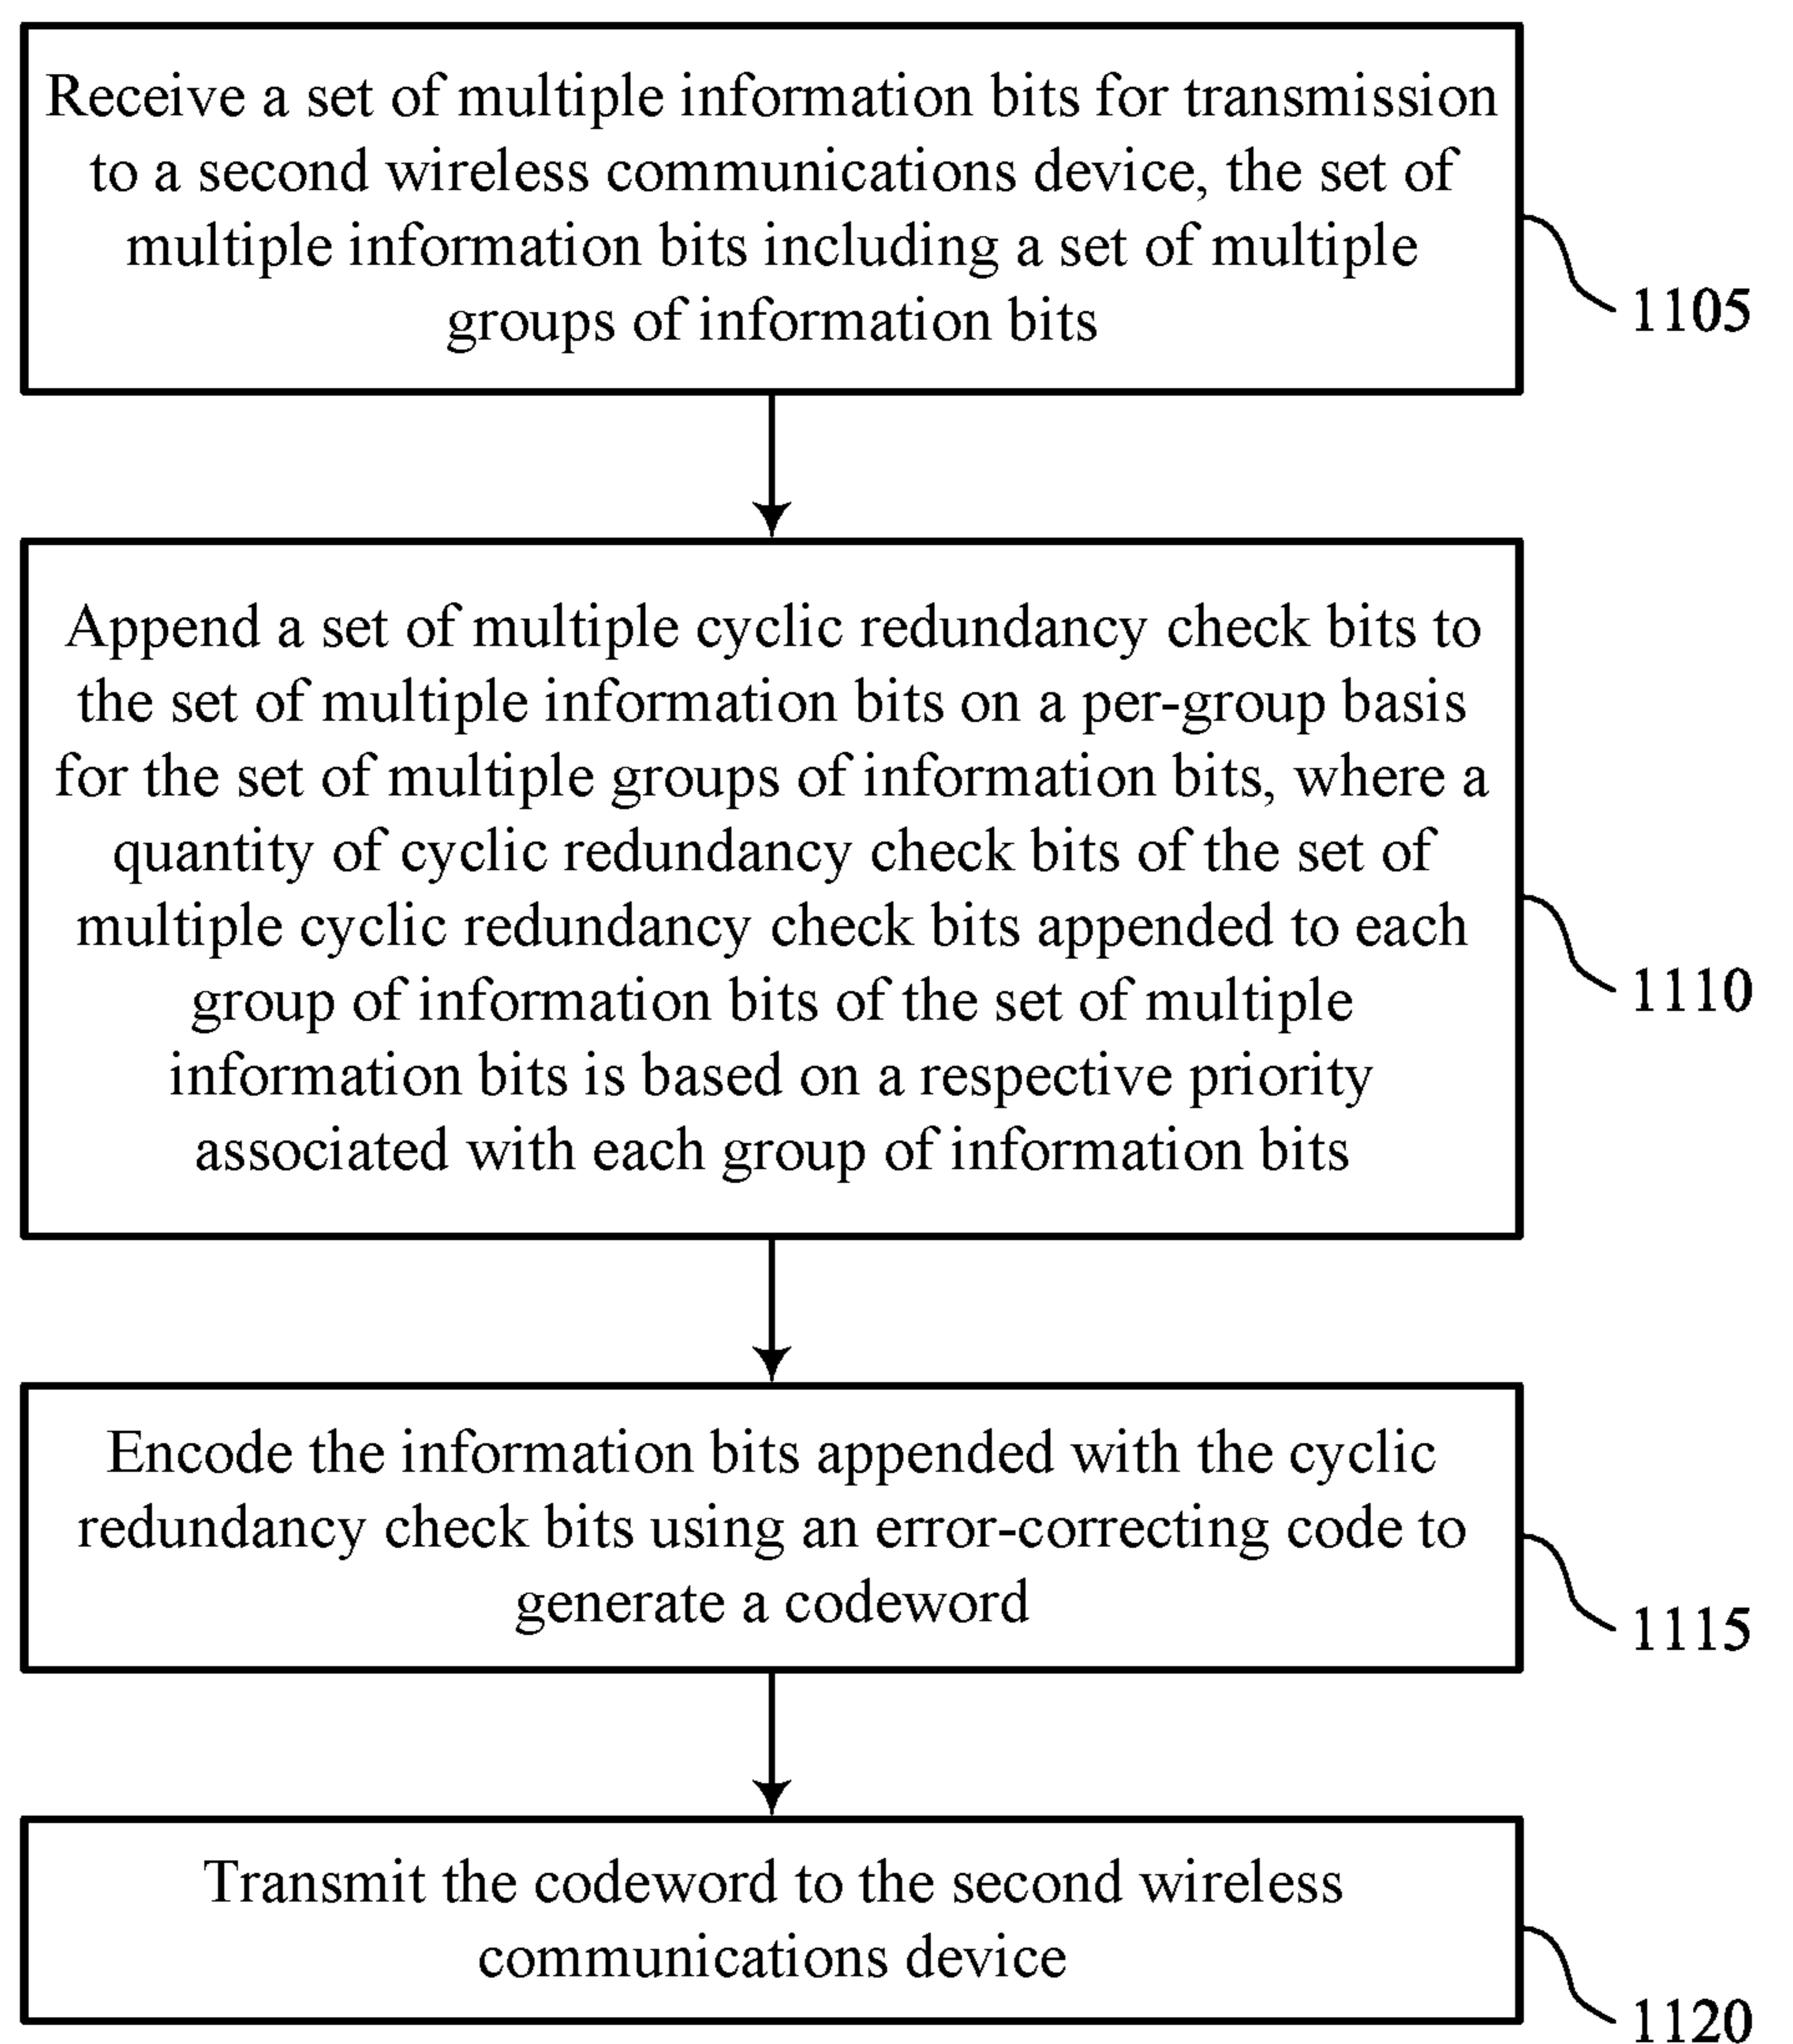 Receive a set of multiple information bits for transmission
to a second wireless communications device, the set of
multiple information bits including a set of multiple
groups of information bits
1105
Append a set of multiple cyclic redundancy check bits to
the set of multiple information bits on a per-group basis
for the set of multiple groups of information bits, where a
quantity of cyclic redundancy check bits of the set of
multiple cyclic redundancy check bits appended to each
group of information bits of the set of multiple
information bits is based on a respective priority
associated with each group of information bits
1110
Encode the information bits appended with the cyclic
redundancy check bits using an error-correcting code to
generate a codeword
1115
Transmit the codeword to the second wireless
communications device
1120